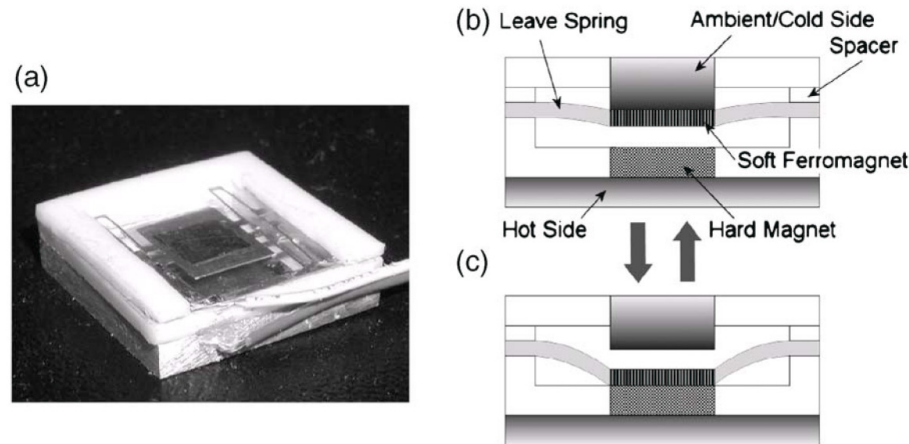 (a)
(b)
Leave Spring
Ambient/Cold Side
Spacer
Soft Ferromagnet
Hot Side
Hard Magnet
(c)